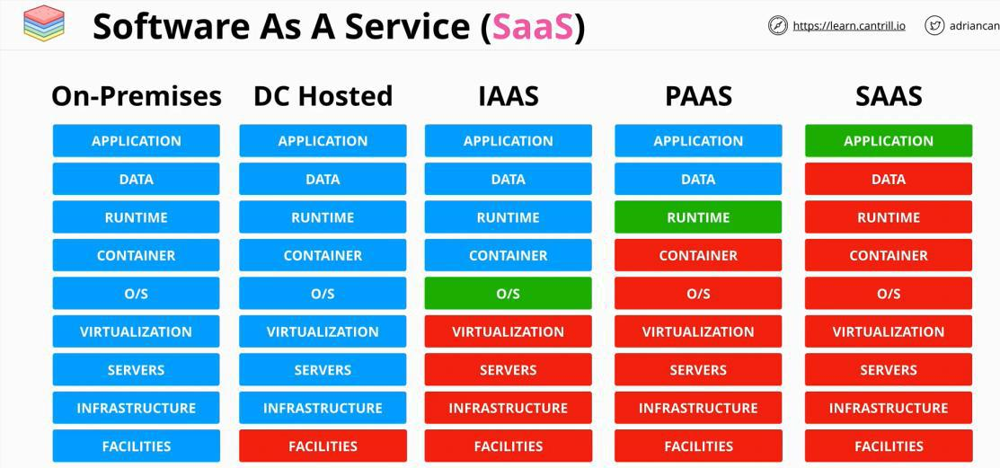 Software As A Service (SaaS)
https://learn.cantrill.io
adriancan
On-Premises DC Hosted IAAS PAAS SAAS
APPLICATION APPLICATION APPLICATION APPLICATION APPLICATION
DATA DATA DATA DATA DATA
RUNTIME RUNTIME RUNTIME RUNTIME RUNTIME
CONTAINER CONTAINER CONTAINER CONTAINER CONTAINER
O/S O/S O/S O/S O/S
VIRTUALIZATION VIRTUALIZATION VIRTUALIZATION VIRTUALIZATION VIRTUALIZATION
SERVERS SERVERS SERVERS SERVERS SERVERS
INFRASTRUCTURE INFRASTRUCTURE INFRASTRUCTURE INFRASTRUCTURE INFRASTRUCTURE
FACILITIES FACILITIES FACILITIES FACILITIES FACILITIES